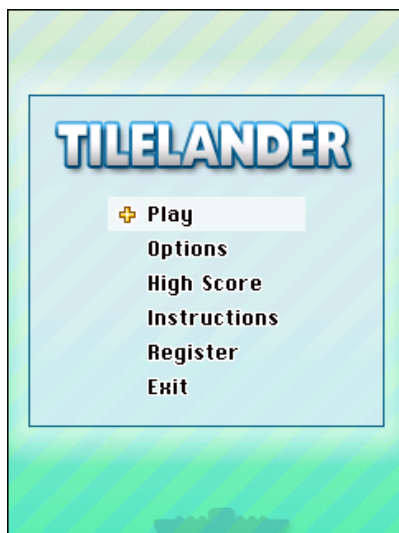 TILELANDER
Play
Options
High Score
Instructions
Register
Exit